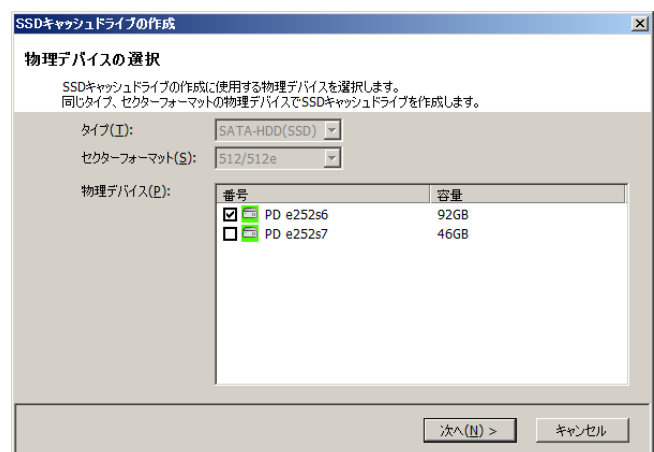 SSDキャッシュドライブの作成
物理デバイスの選択
SSDキャッシュドライブの作成に使用する物理デバイスを選択します。
同じタイプ、セクターフォーマットの物理デバイスでSSDキャッシュドライブを作成します。
タイプ(T): SATA-HDD(SSD)
セクターフォーマット(S): 512/512e
物理デバイス(P): 番号 容量
PD e252s6 92GB
PD e252s7 46GB
次へ(N) > キャンセル